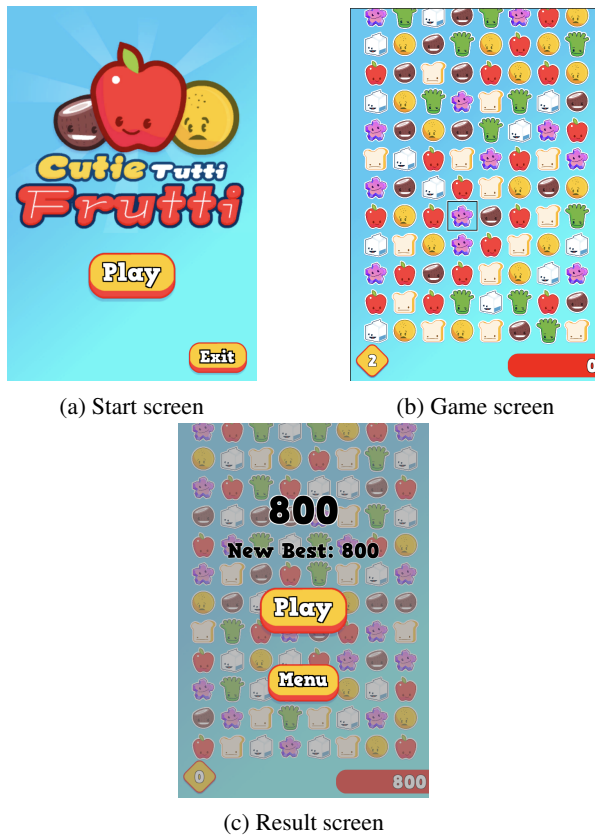 Cutie Tutti
Frutti
Play
Exit
(a) Start screen
2
0
(b) Game screen
800
New Best: 800
Play
Menu
0
800
(c) Result screen